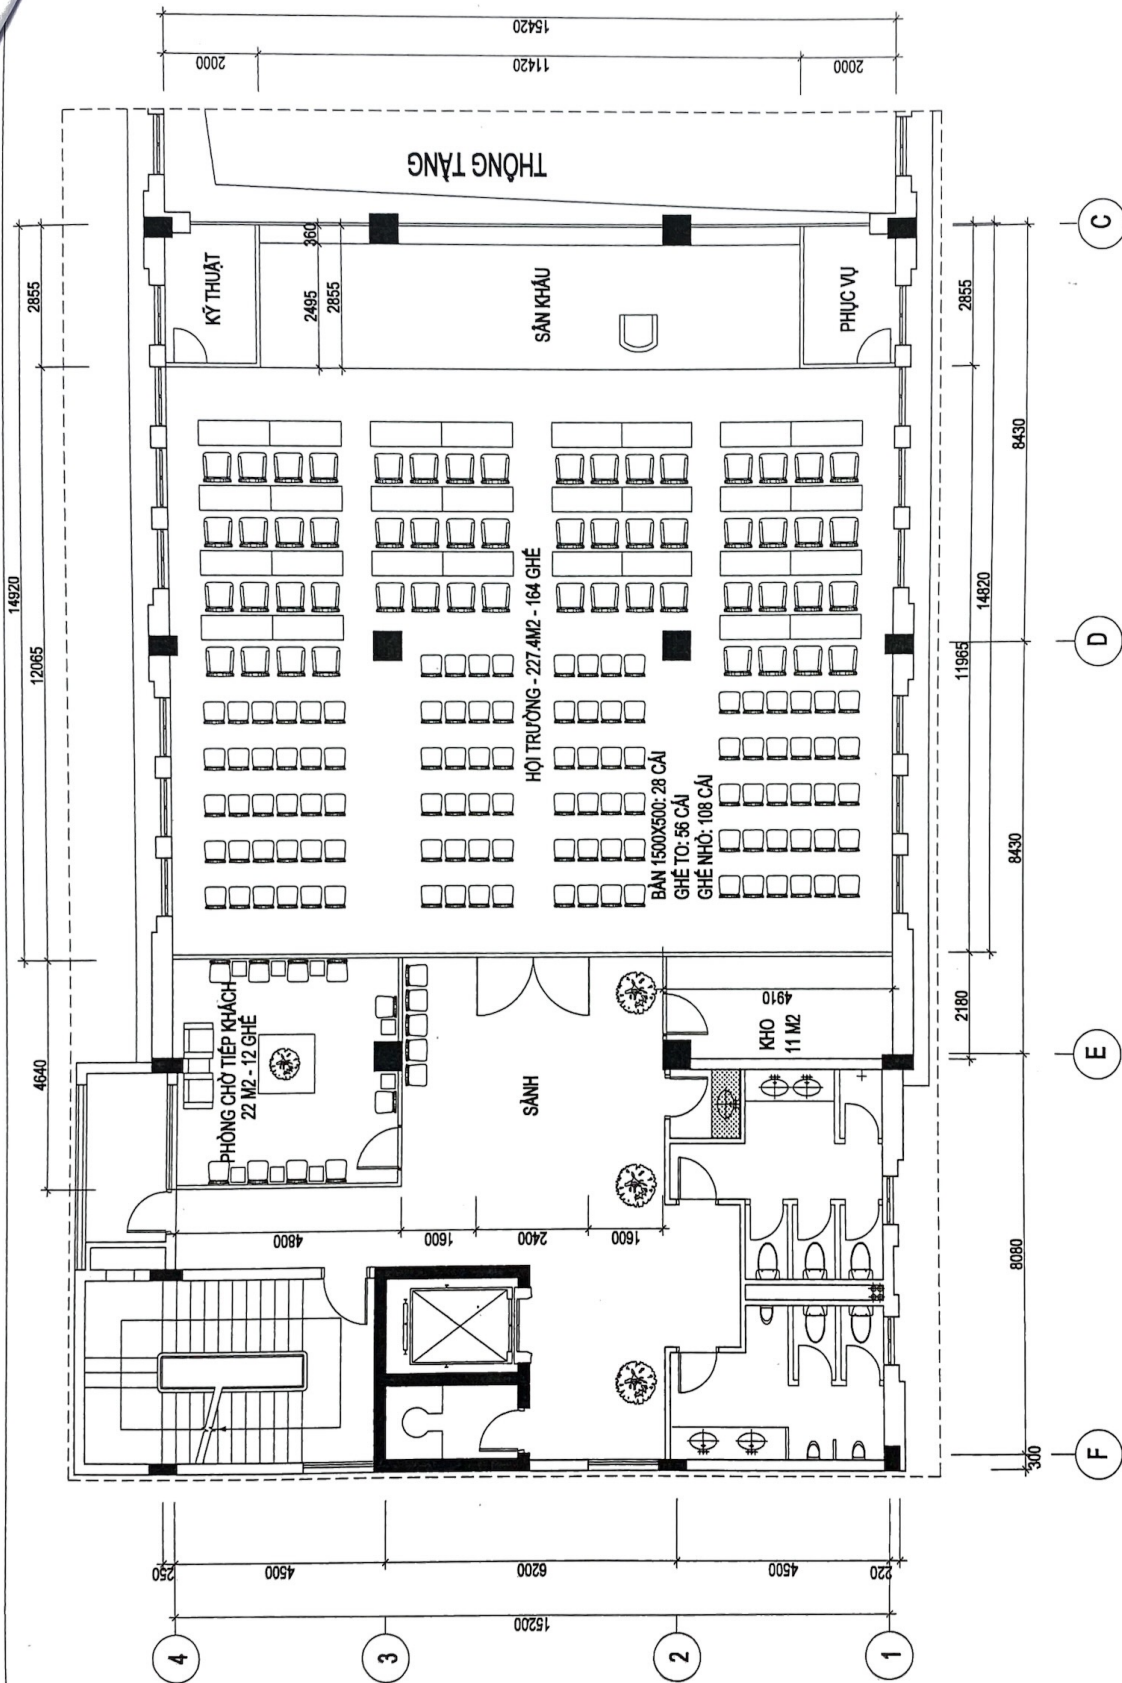 15420
2000
11420
2000
THÔNG TẦNG
C
2855
KỸ THUẬT
360
2495
2855
SÂN KHẤU
PHỤC VỤ
2855
14920
12065
8430
HỘI TRƯỜNG - 227.4M2 - 164 GHẾ
BÀN 1500X500: 28 CÁI
GHẾ TO: 56 CÁI
GHẾ NHỎ: 108 CÁI
D
11965
14820
8430
4640
PHÒNG CHỜ TIẾP KHÁCH
22 M2 - 12 GHẾ
SẢNH
4910
KHO
11 M2
2180
E
4800
1600
2400
1600
8080
300
F
250
4500
6200
4500
220
15200
4
3
2
1